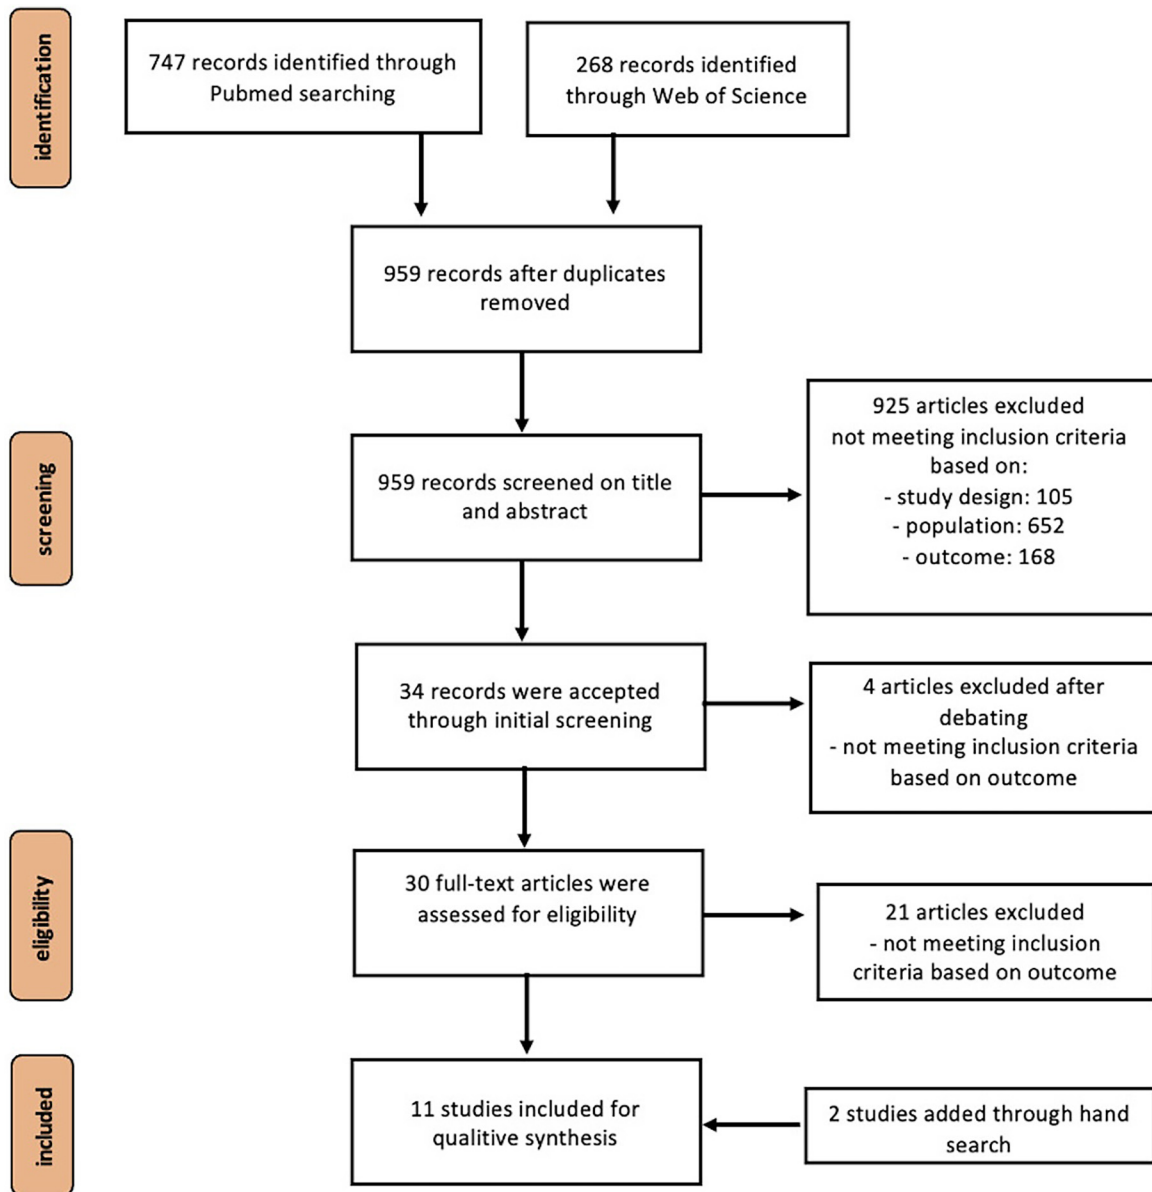 identification
747 records identified through
Pubmed searching
268 records identified
through Web of Science
959 records after duplicates
removed
screening
959 records screened on title
and abstract
925 articles excluded
not meeting inclusion criteria
based on:
- study design: 105
- population: 652
- outcome: 168
34 records were accepted
through initial screening
4 articles excluded after
debating
- not meeting inclusion criteria
based on outcome
eligibility
30 full-text articles were
assessed for eligibility
21 articles excluded
- not meeting inclusion
criteria based on outcome
included
11 studies included for
qualitive synthesis
2 studies added through hand
search